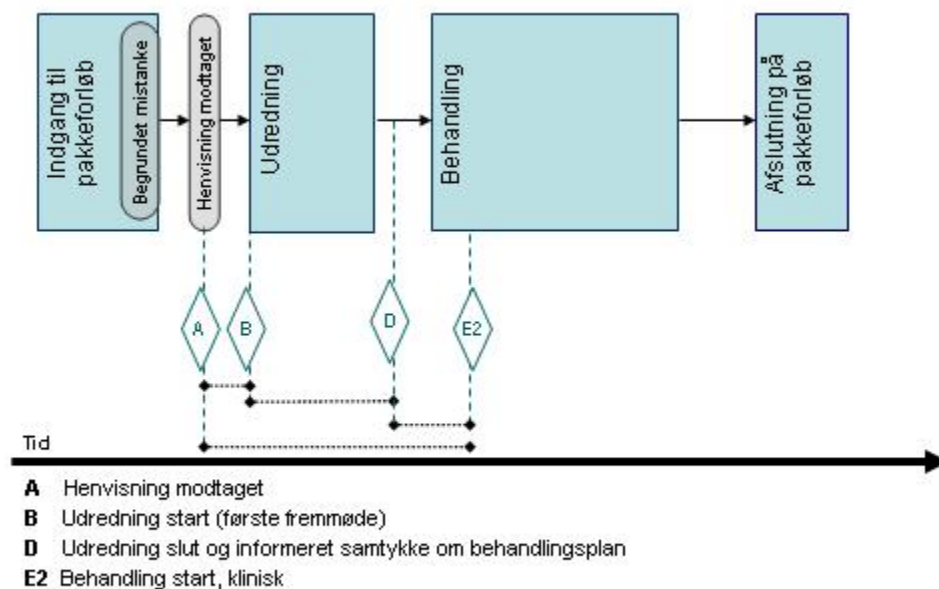 Indgang til
pakkeforløb
Begrundet mistanke
Henvisning modtaget
Udredning
Behandling
Afslutning på
pakkeforløb
A
B
D
E2
Tid
A Henvisning modtaget
B Udredning start (første fremmøde)
D Udredning slut og informeret samtykke om behandlingsplan
E2 Behandling start, klinisk